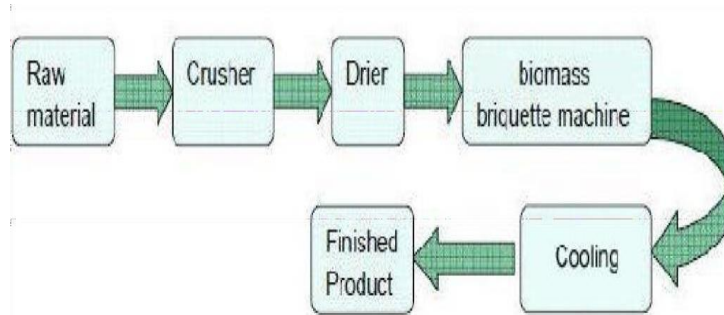 Raw
material
Crusher
Drier
biomass
briquette machine
Cooling
Finished
Product